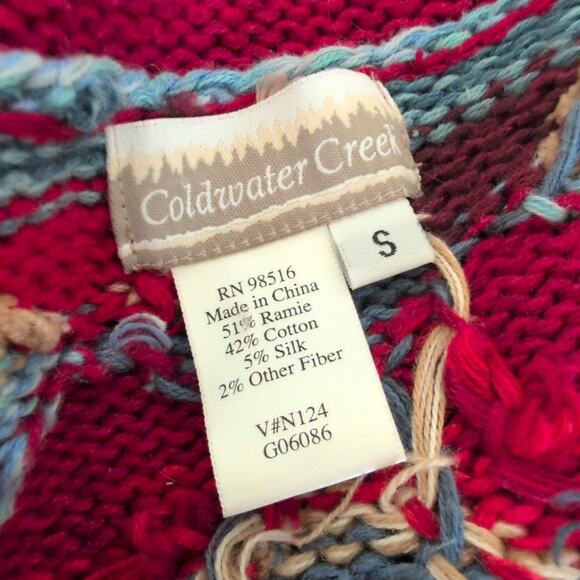 Coldwater Creek
S
RN 98516
Made in China
51% Ramie
42% Cotton
5% Silk
2% Other Fiber
V#N124
G06086